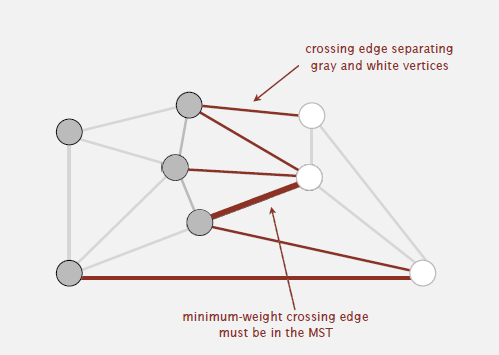 crossing edge separating
gray and white vertices
minimum-weight crossing edge
must be in the MST